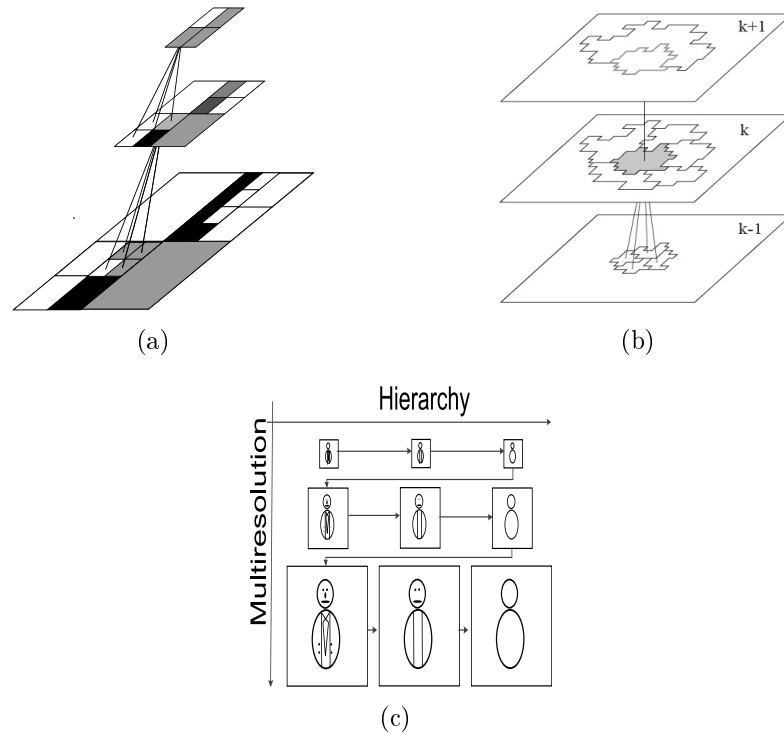 k+1
k
k-1
(a)
(b)
Hierarchy
Multiresolution
(c)